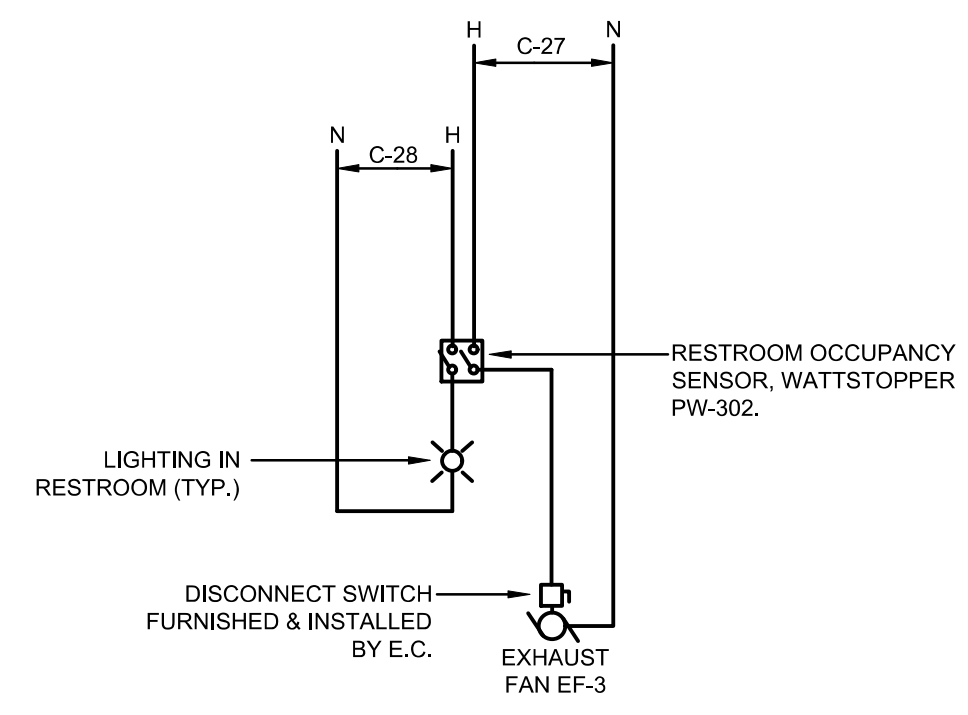 H
N
C-27
N
H
C-28
RESTROOM OCCUPANCY
SENSOR, WATTSTOPPER
PW-302.
LIGHTING IN
RESTROOM (TYP.)
DISCONNECT SWITCH
FURNISHED & INSTALLED
BY E.C.
EXHAUST
FAN EF-3